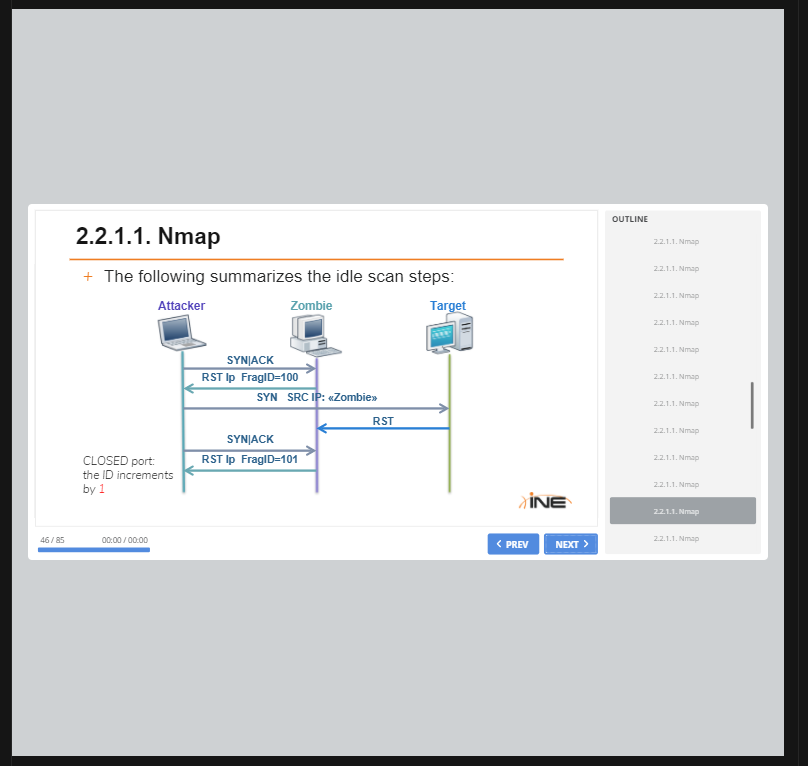 2.2.1.1. Nmap
+ The following summarizes the idle scan steps:
Attacker Zombie Target
SYN|ACK
RST Ip FragID=100
SYN SRC IP: «Zombie»
RST
SYN|ACK
RST Ip FragID=101
CLOSED port:
the ID increments
by 1
iNE
46 / 85 00:00 / 00:00
PREV NEXT
OUTLINE
2.2.1.1. Nmap
2.2.1.1. Nmap
2.2.1.1. Nmap
2.2.1.1. Nmap
2.2.1.1. Nmap
2.2.1.1. Nmap
2.2.1.1. Nmap
2.2.1.1. Nmap
2.2.1.1. Nmap
2.2.1.1. Nmap
2.2.1.1. Nmap
2.2.1.1. Nmap